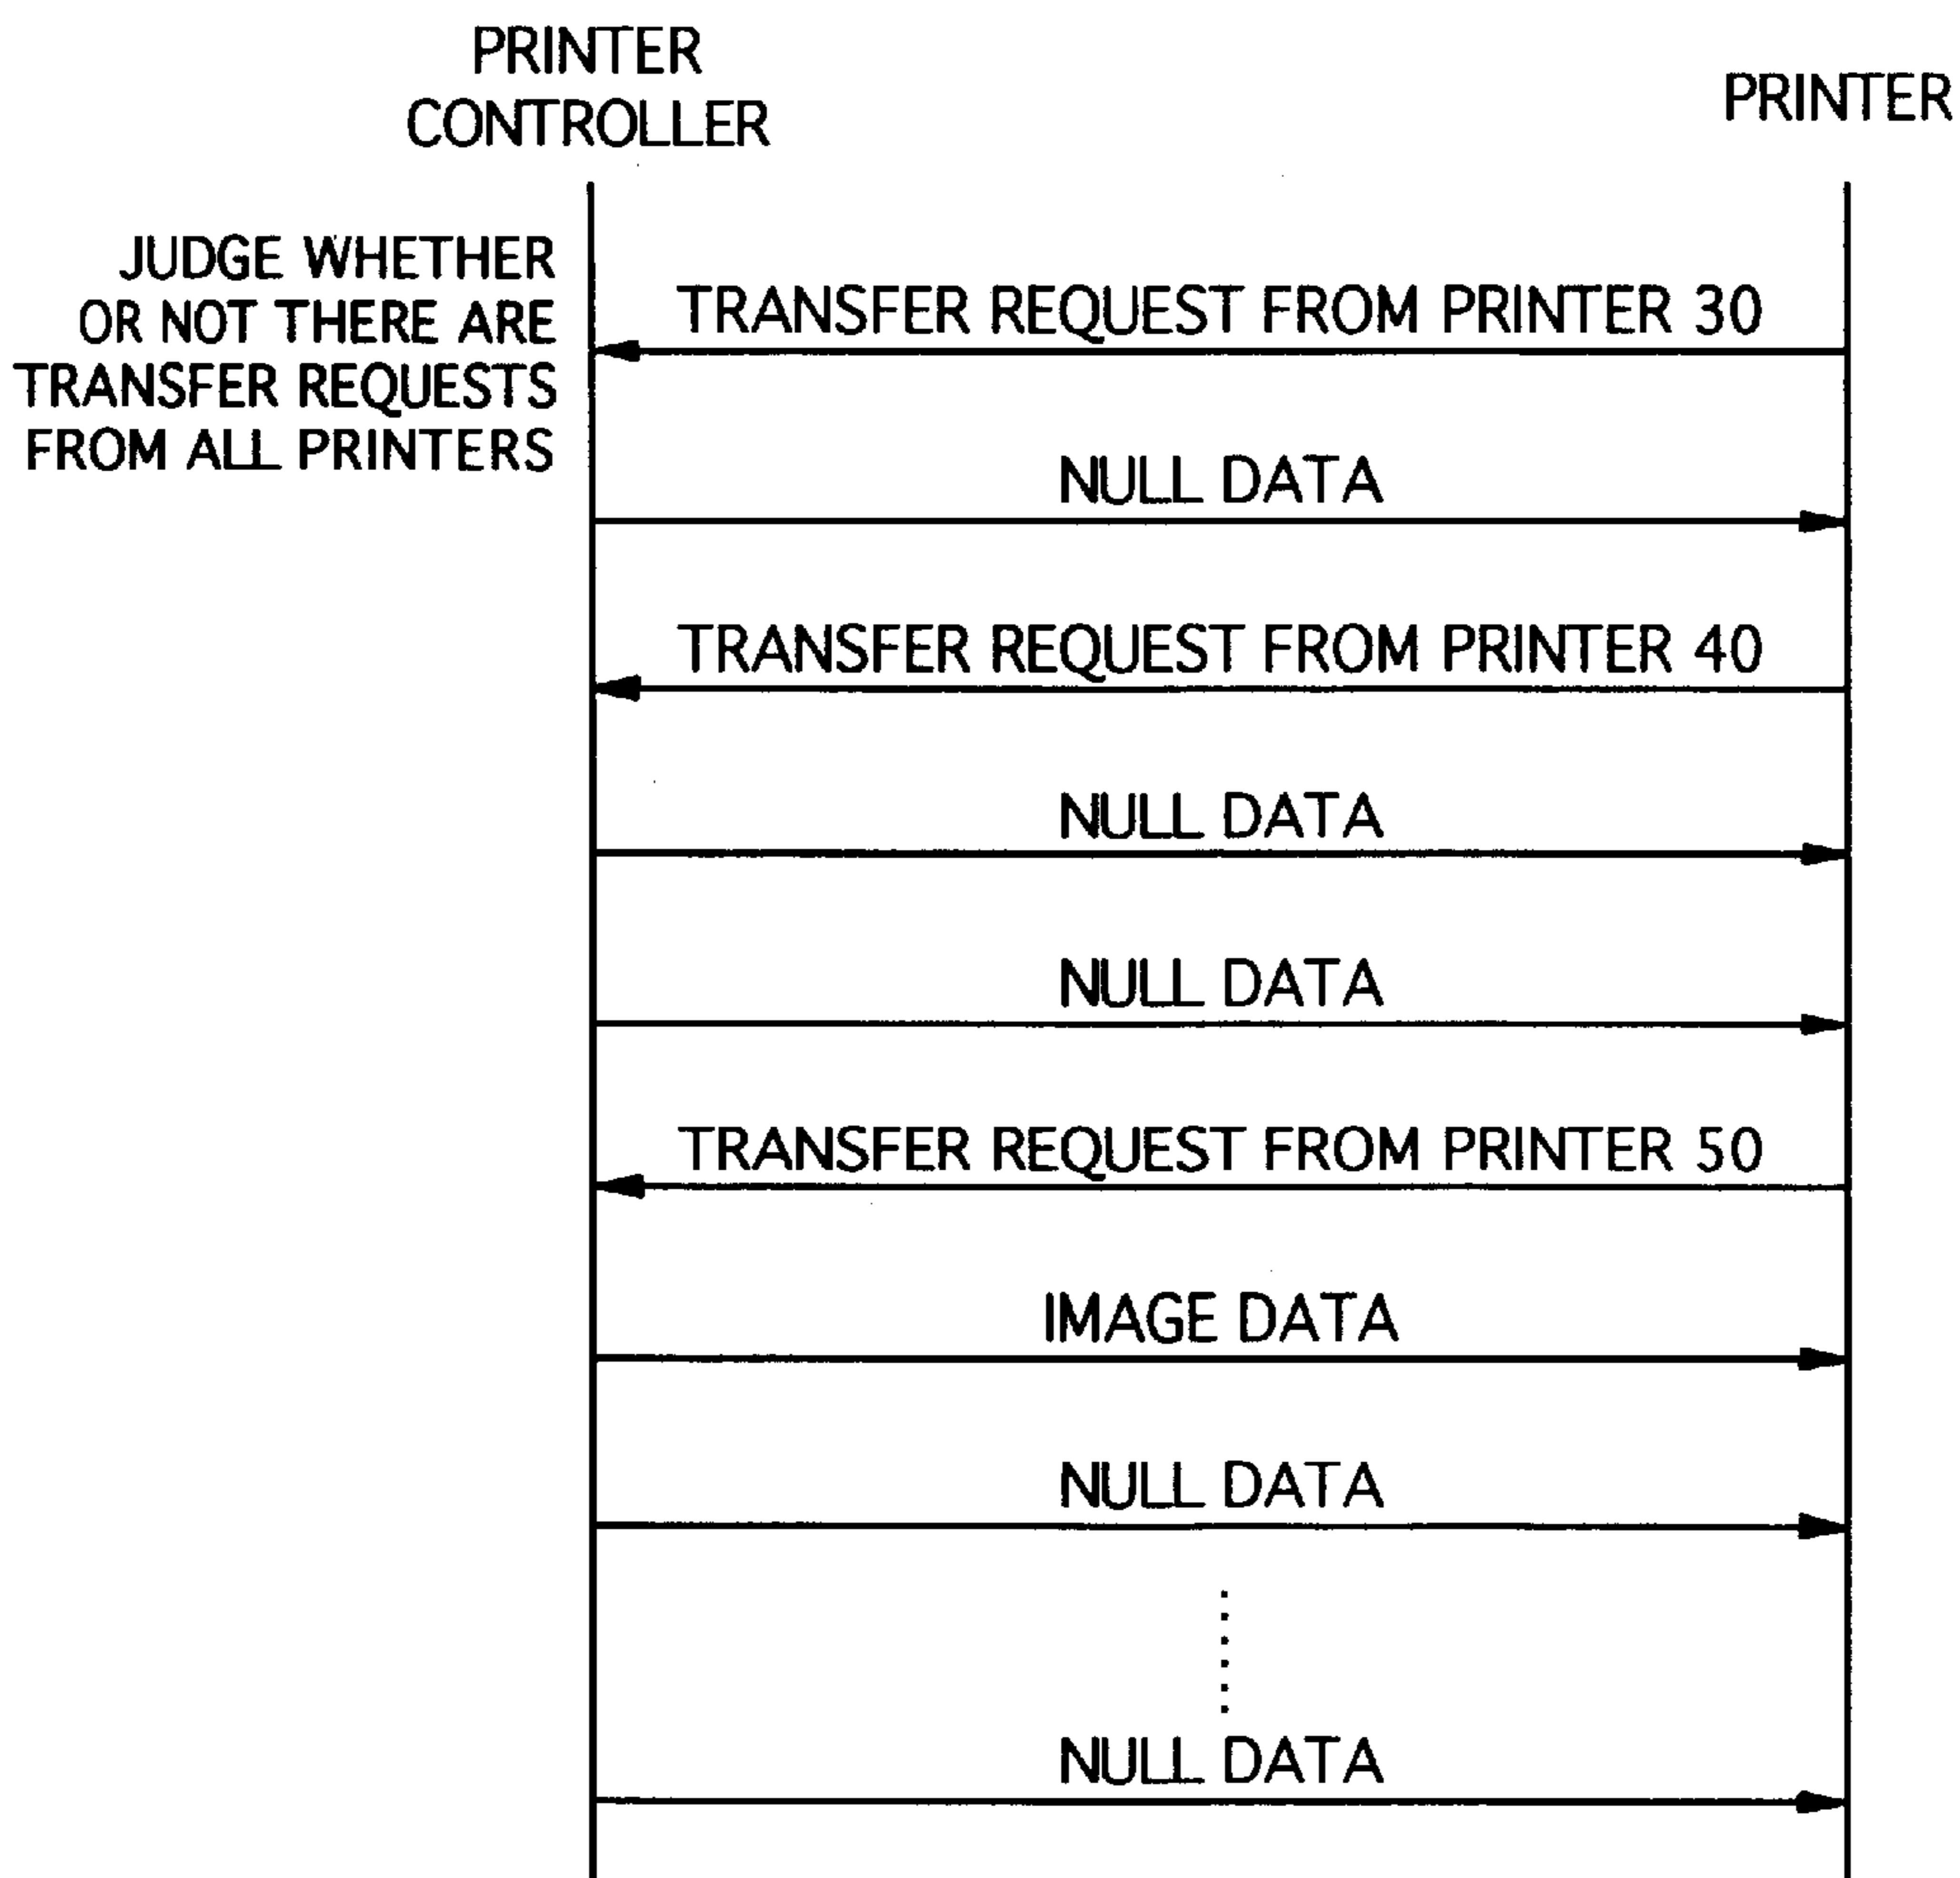 PRINTER
CONTROLLER
PRINTER
JUDGE WHETHER
OR NOT THERE ARE
TRANSFER REQUESTS
FROM ALL PRINTERS
TRANSFER REQUEST FROM PRINTER 30
NULL DATA
TRANSFER REQUEST FROM PRINTER 40
NULL DATA
NULL DATA
TRANSFER REQUEST FROM PRINTER 50
IMAGE DATA
NULL DATA
NULL DATA